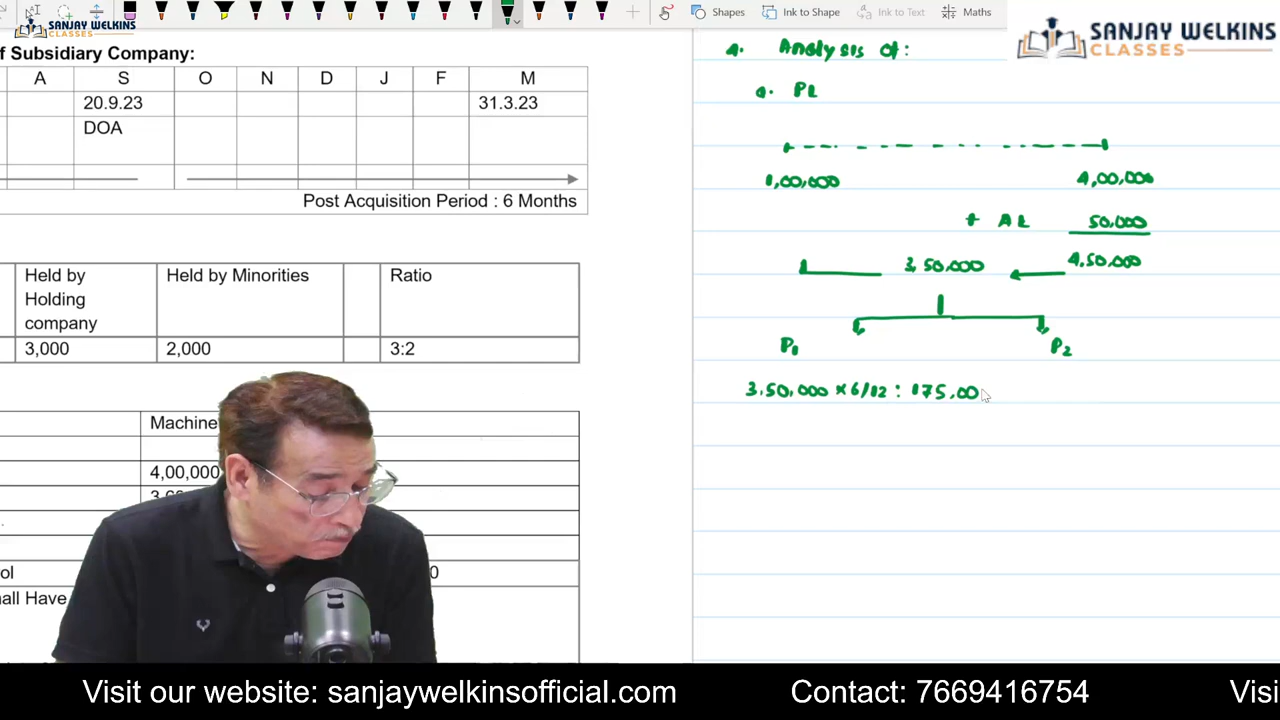 Shapes Ink to Shape Ink to Text Maths
SANJAY WELKINS
CLASSES
SANJAY WELKINS
CLASSES
f Subsidiary Company:
A S O N D J F M
20.9.23 31.3.23
DOA
Post Acquisition Period : 6 Months
Held by Holding company Held by Minorities Ratio
3,000 2,000 3:2
Machine
4,00,000
ol 0
all Have
a. Analysis of:
a. PL
1,00,000 4,00,000
+ AL 50,000
3,50,000 4,50,000
P1 P2
3,50,000 × 6/12 : 175,00
Visit our website: sanjaywelkinsofficial.com Contact: 7669416754 Visi